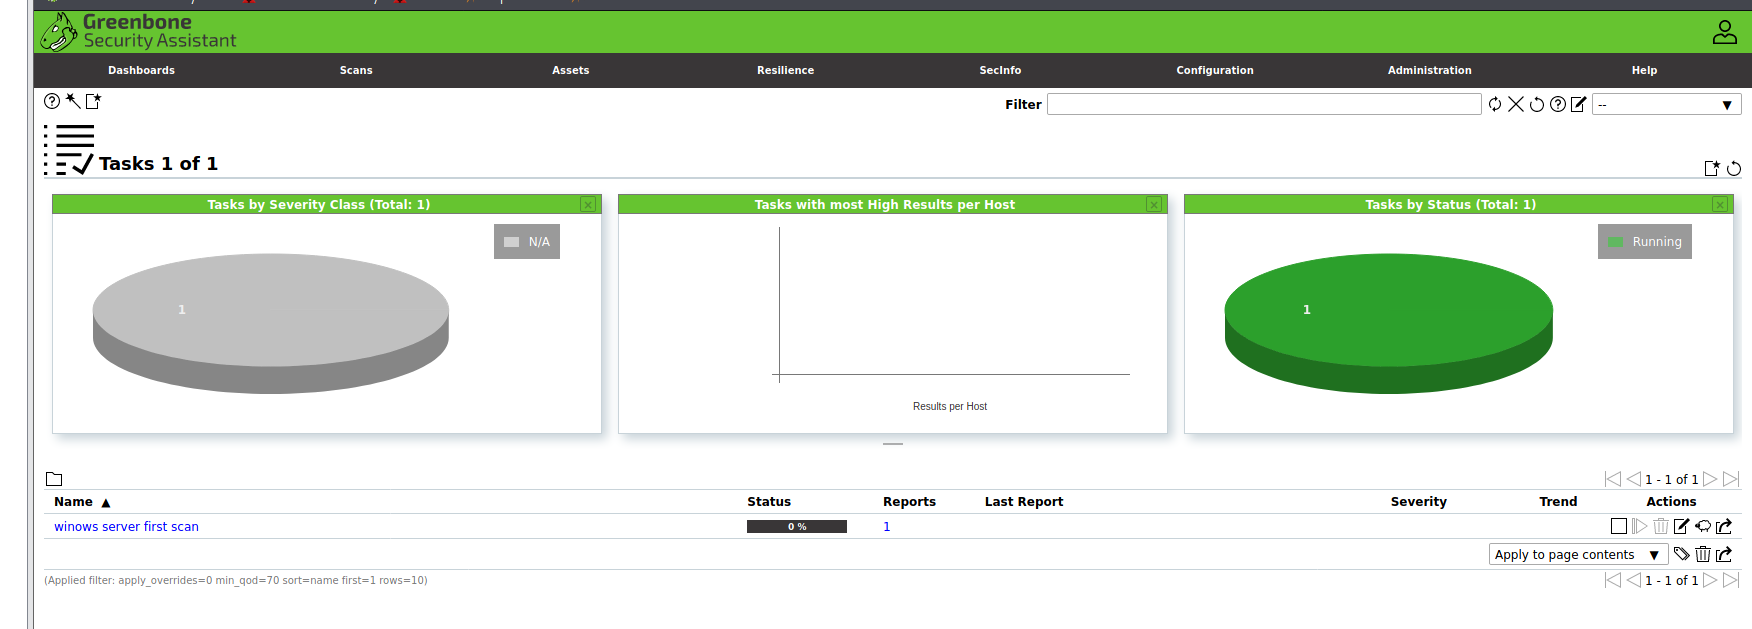 Greenbone
Security Assistant
Dashboards Scans Assets Resilience SecInfo Configuration Administration Help
Filter --
Tasks 1 of 1
Tasks by Severity Class (Total: 1)
N/A
1
Tasks with most High Results per Host
Results per Host
Tasks by Status (Total: 1)
Running
1
1 - 1 of 1
Name ▲ Status Reports Last Report Severity Trend Actions
winows server first scan 0 % 1
Apply to page contents ▼
(Applied filter: apply_overrides=0 min_qod=70 sort=name first=1 rows=10)
1 - 1 of 1